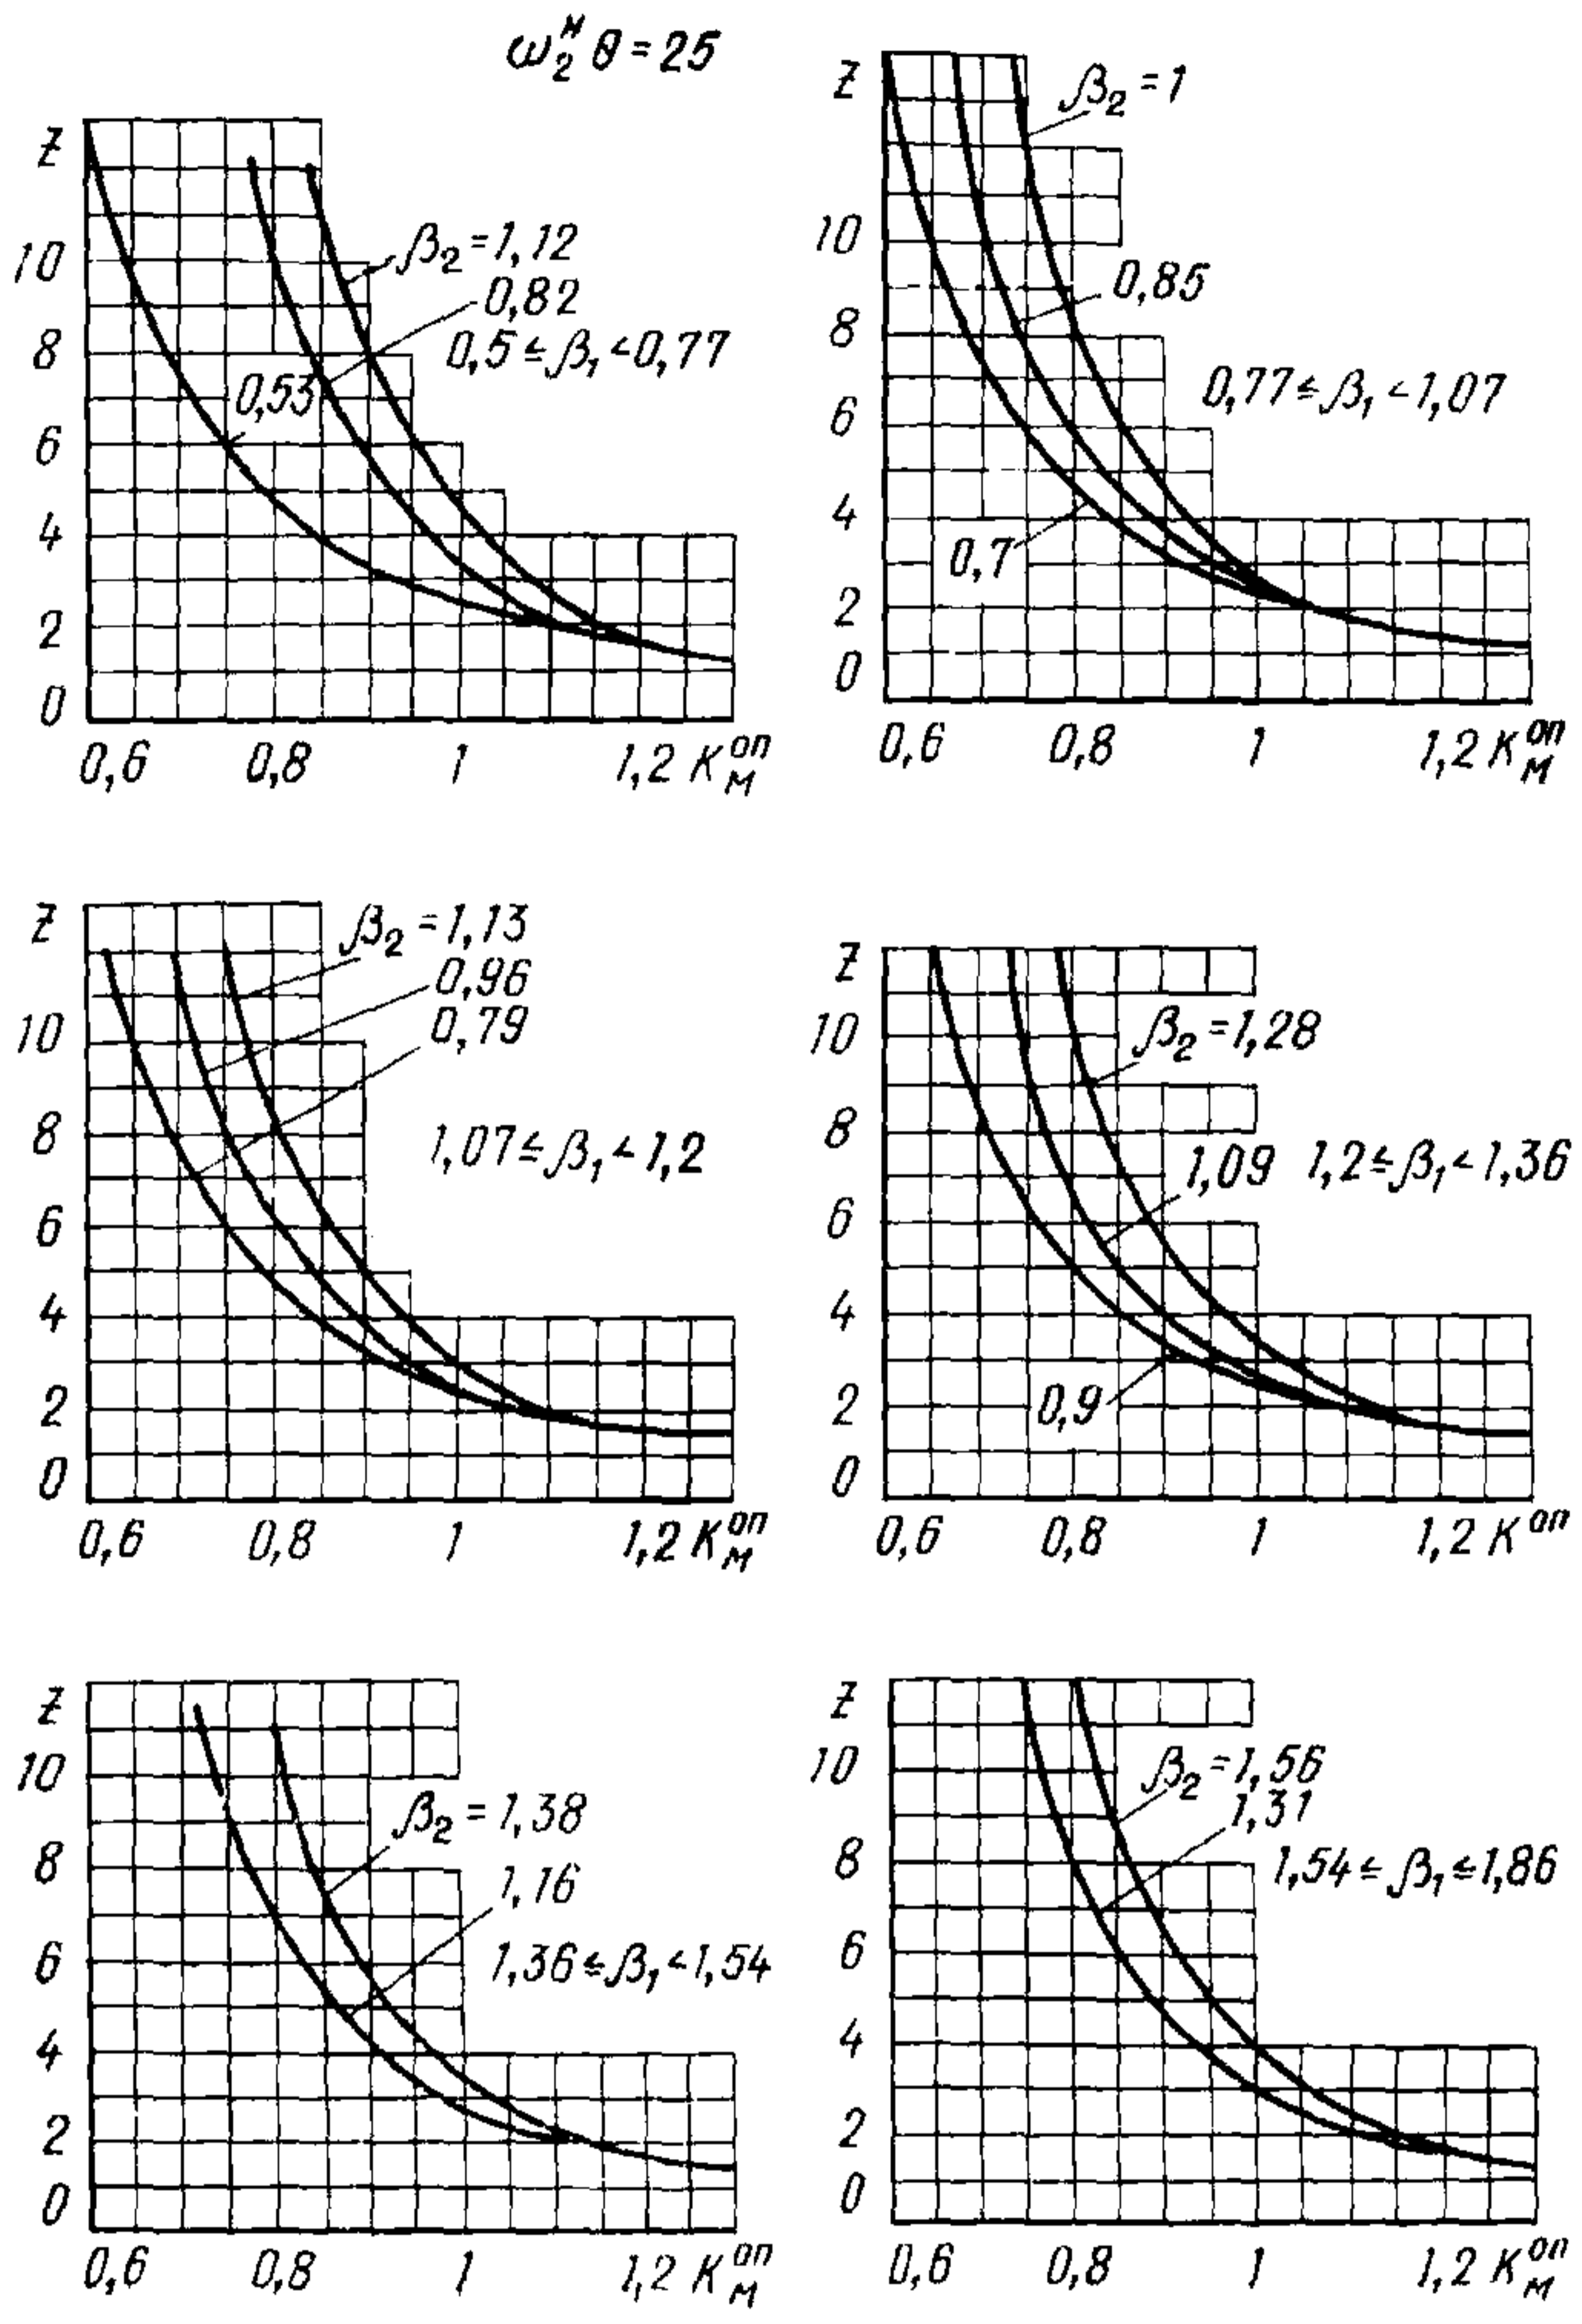 ω₂ᴹ θ = 25
z
10
8
6
4
2
0
β₂ = 1,12
0,82
0,5 ≤ β₁ < 0,77
0,53
0,6 0,8 1 1,2 Kᴍᵒⁿ
z
10
8
6
4
2
0
β₂ = 1
0,85
0,77 ≤ β₁ < 1,07
0,7
0,6 0,8 1 1,2 Kᴍᵒⁿ
z
10
8
6
4
2
0
β₂ = 1,13
0,96
0,79
1,07 ≤ β₁ < 1,2
0,6 0,8 1 1,2 Kᴍᵒⁿ
z
10
8
6
4
2
0
β₂ = 1,28
1,09 1,2 ≤ β₁ < 1,36
0,9
0,6 0,8 1 1,2 Kᵒⁿ
z
10
8
6
4
2
0
β₂ = 1,38
1,16
1,36 ≤ β₁ < 1,54
0,6 0,8 1 1,2 Kᴍᵒⁿ
z
10
8
6
4
2
0
β₂ = 1,56
1,31
1,54 ≤ β₁ ≤ 1,86
0,6 0,8 1 1,2 Kᴍᵒⁿ